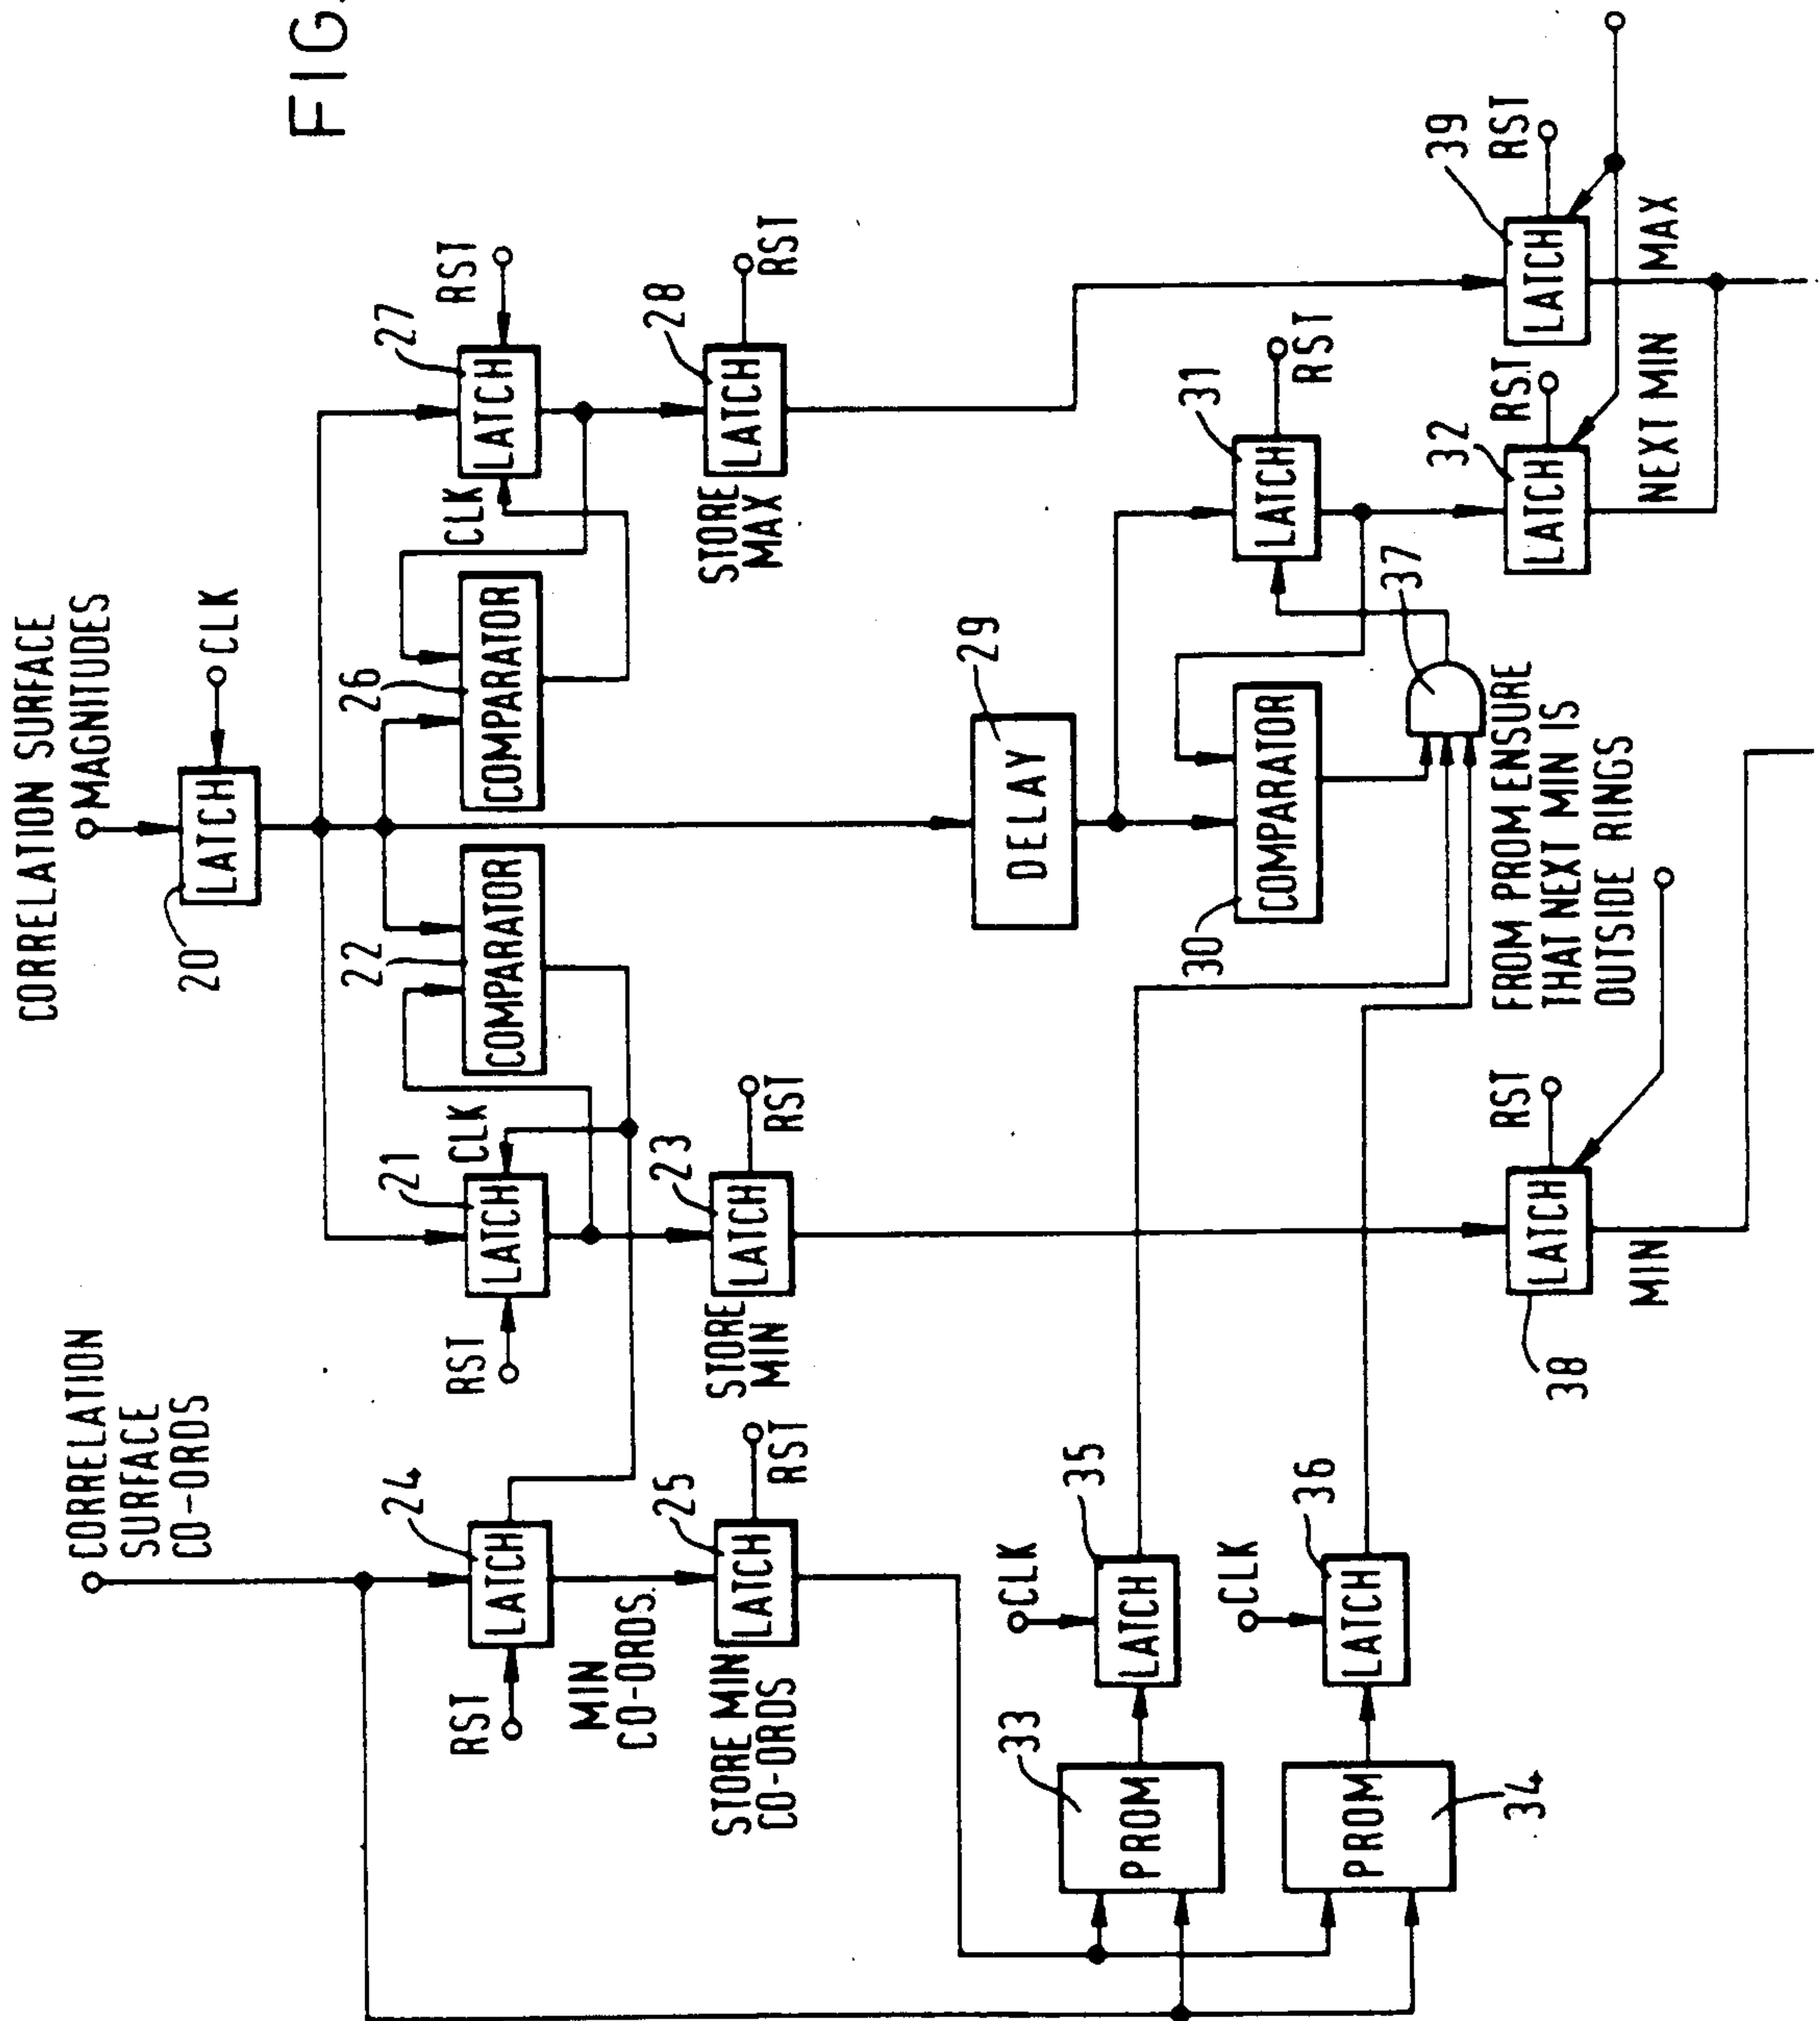 FIG.
CORRELATION SURFACE
MAGNITUDES
CORRELATION
SURFACE
CO-ORDS
LATCH
20
CLK
24
LATCH
RST
21
LATCH
CLK
RST
22
COMPARATOR
26
COMPARATOR
27
LATCH
CLK
RST
MIN
CO-ORDS.
25
LATCH
RST
STORE MIN
CO-ORDS
23
LATCH
RST
STORE
MIN
28
LATCH
RST
STORE
MAX
29
DELAY
33
PROM
35
LATCH
CLK
34
PROM
36
LATCH
CLK
30
COMPARATOR
31
LATCH
RST
37
FROM PROM ENSURE
THAT NEXT MIN IS
OUTSIDE RINGS
38
LATCH
RST
MIN
32
LATCH
RST
NEXT MIN
39
LATCH
RST
MAX